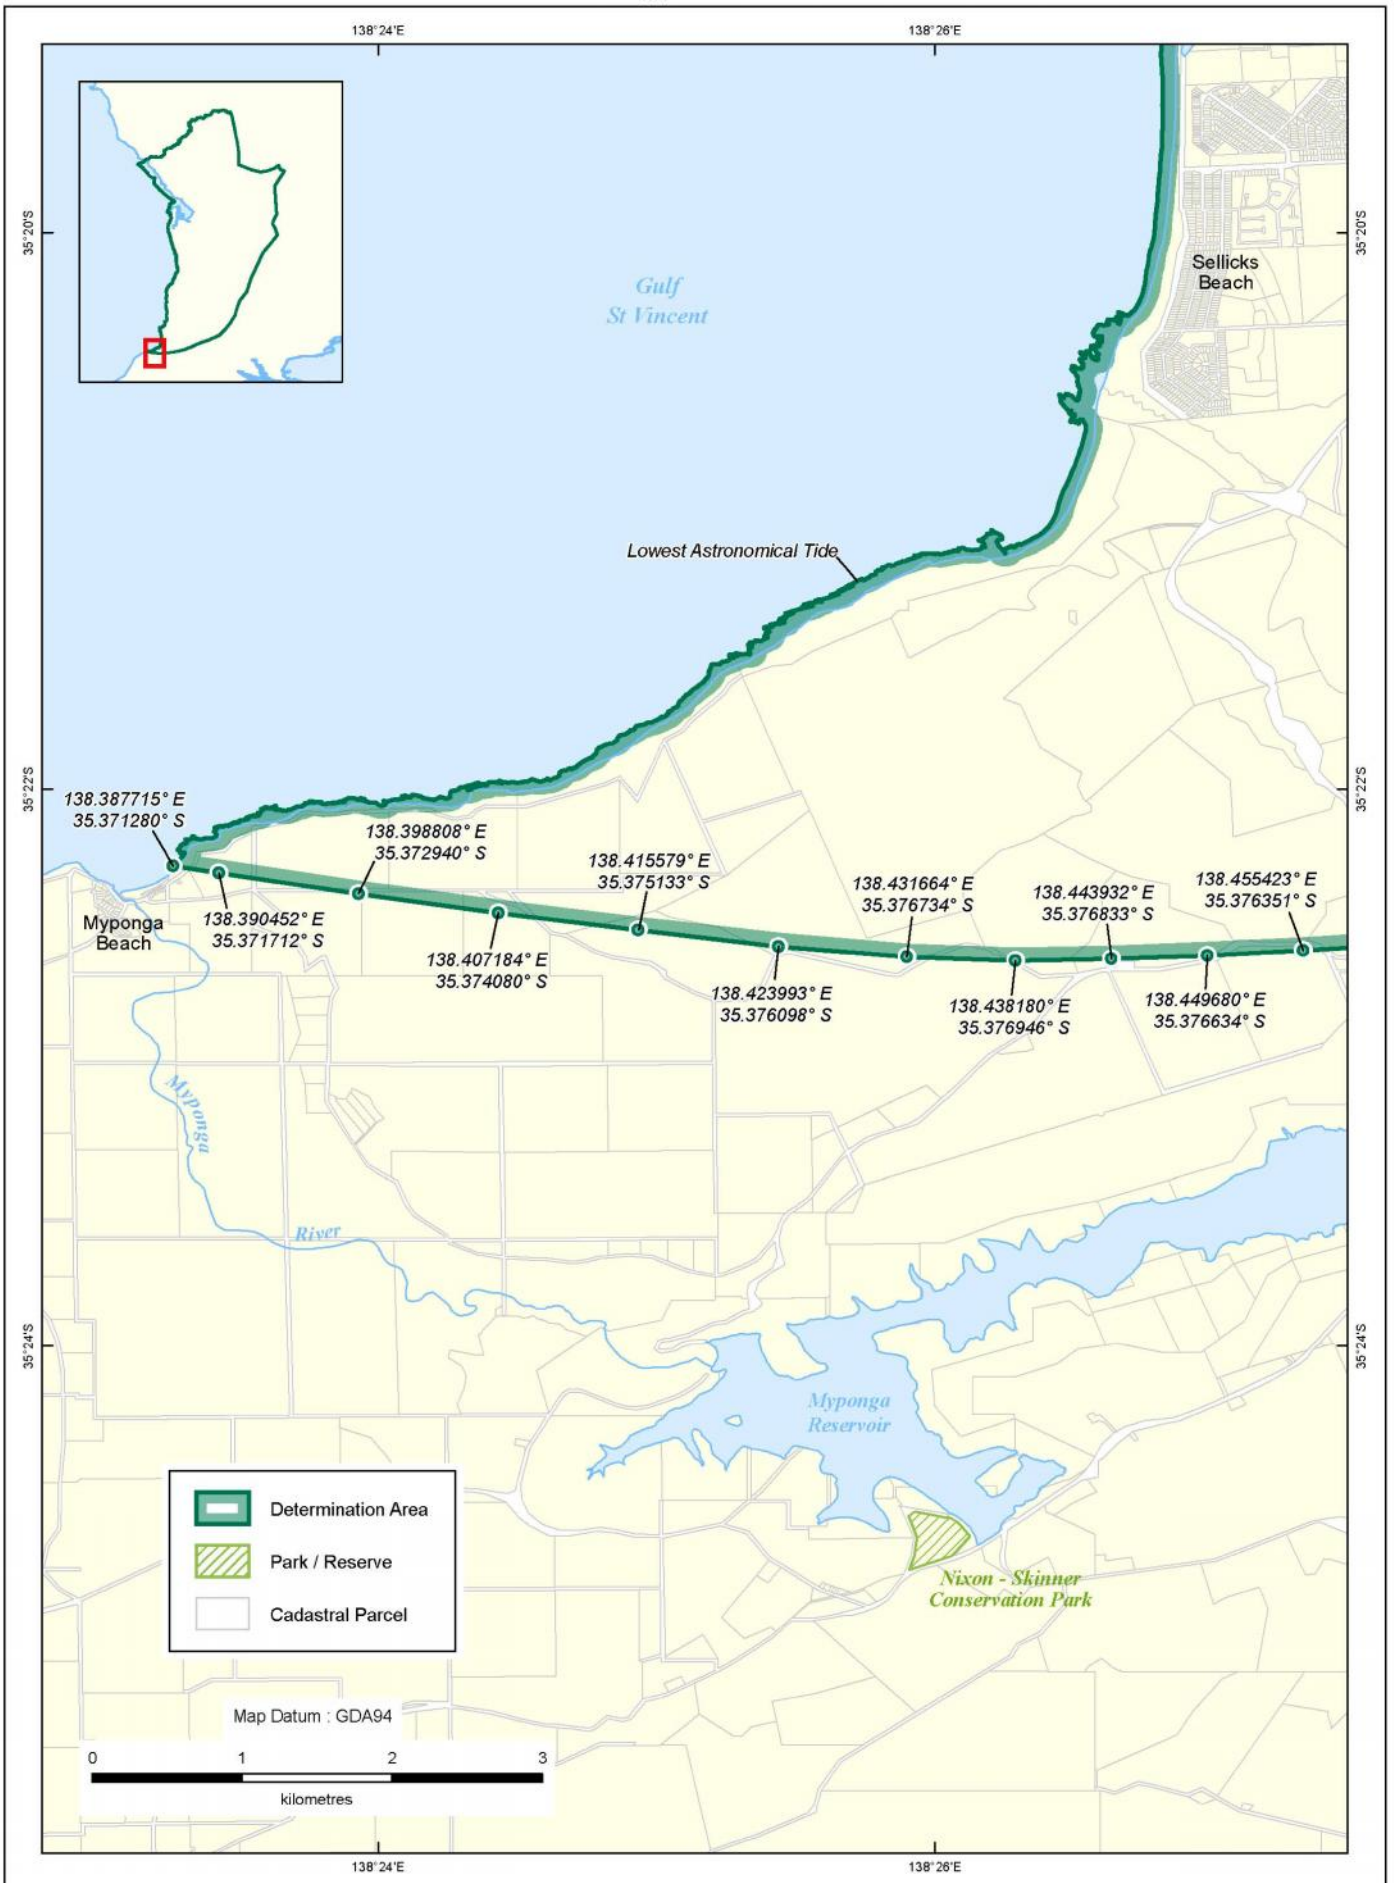 138°24'E
138°26'E
35°20'S
35°20'S
Sellicks
Beach
Gulf
St Vincent
Lowest Astronomical Tide
35°22'S
35°22'S
138.387715° E
35.371280° S
138.398808° E
35.372940° S
138.415579° E
35.375133° S
138.431664° E
35.376734° S
138.443932° E
35.376833° S
138.455423° E
35.376351° S
Myponga
Beach
138.390452° E
35.371712° S
138.407184° E
35.374080° S
138.423993° E
35.376098° S
138.438180° E
35.376946° S
138.449680° E
35.376634° S
Myponga
River
35°24'S
35°24'S
Myponga
Reservoir
Determination Area
Park / Reserve
Cadastral Parcel
Nixon - Skinner
Conservation Park
Map Datum : GDA94
0 1 2 3
kilometres
138°24'E
138°26'E